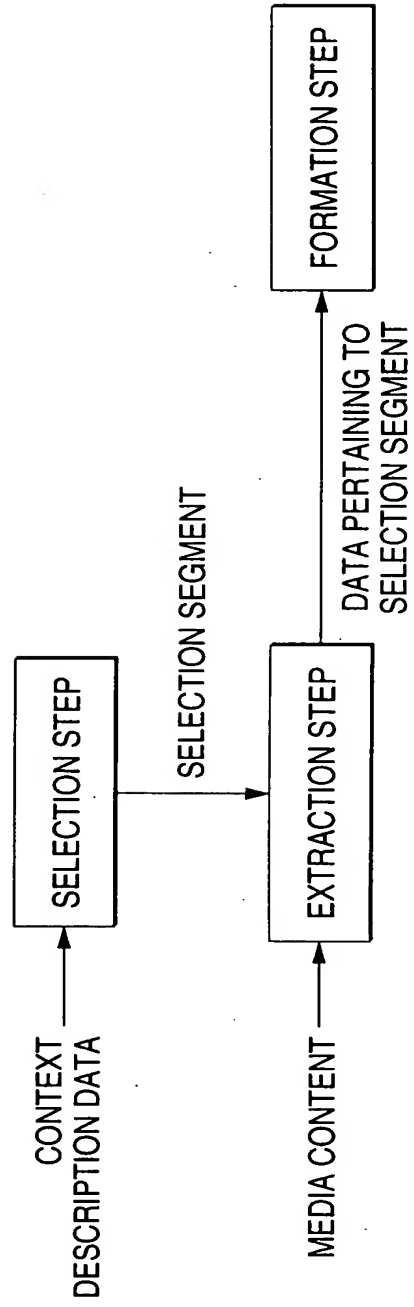 CONTEXT
DESCRIPTION DATA
SELECTION STEP
SELECTION SEGMENT
MEDIA CONTENT
EXTRACTION STEP
DATA PERTAINING TO
SELECTION SEGMENT
FORMATION STEP